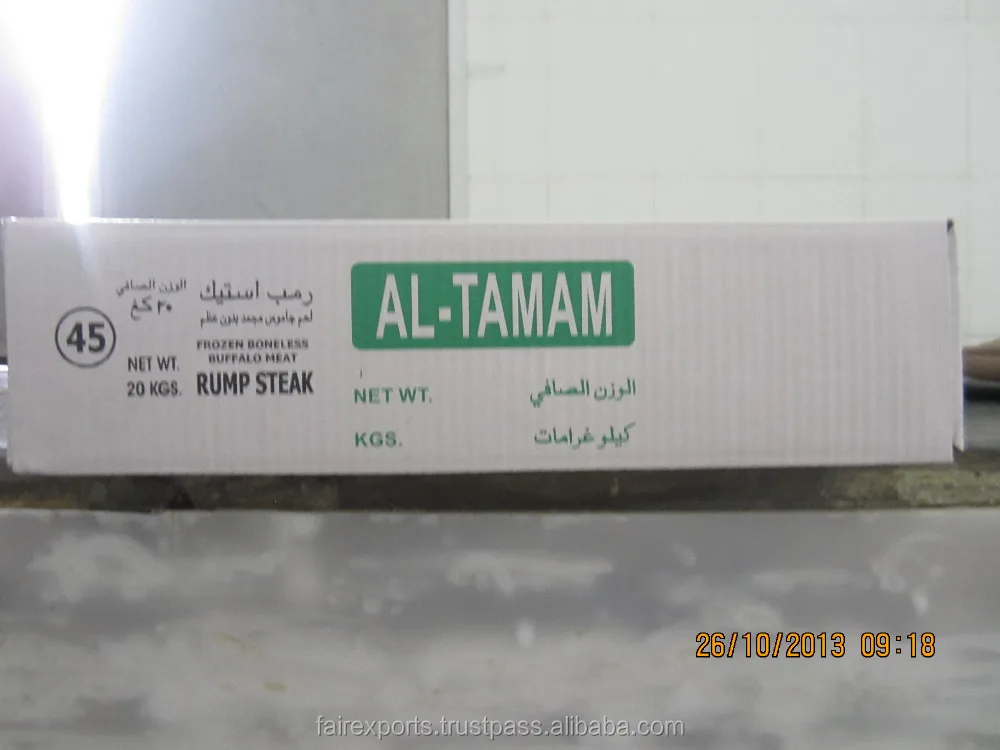 45
الوزن الصافي
٢٠ كغ
NET WT.
20 KGS.
رمب استيك
لحم جاموس مجمد بدون عظم
FROZEN BONELESS
BUFFALO MEAT
RUMP STEAK
AL-TAMAM
NET WT. الوزن الصافي
KGS. كيلو غرامات
26/10/2013 09:18
fairexports.trustpass.alibaba.com